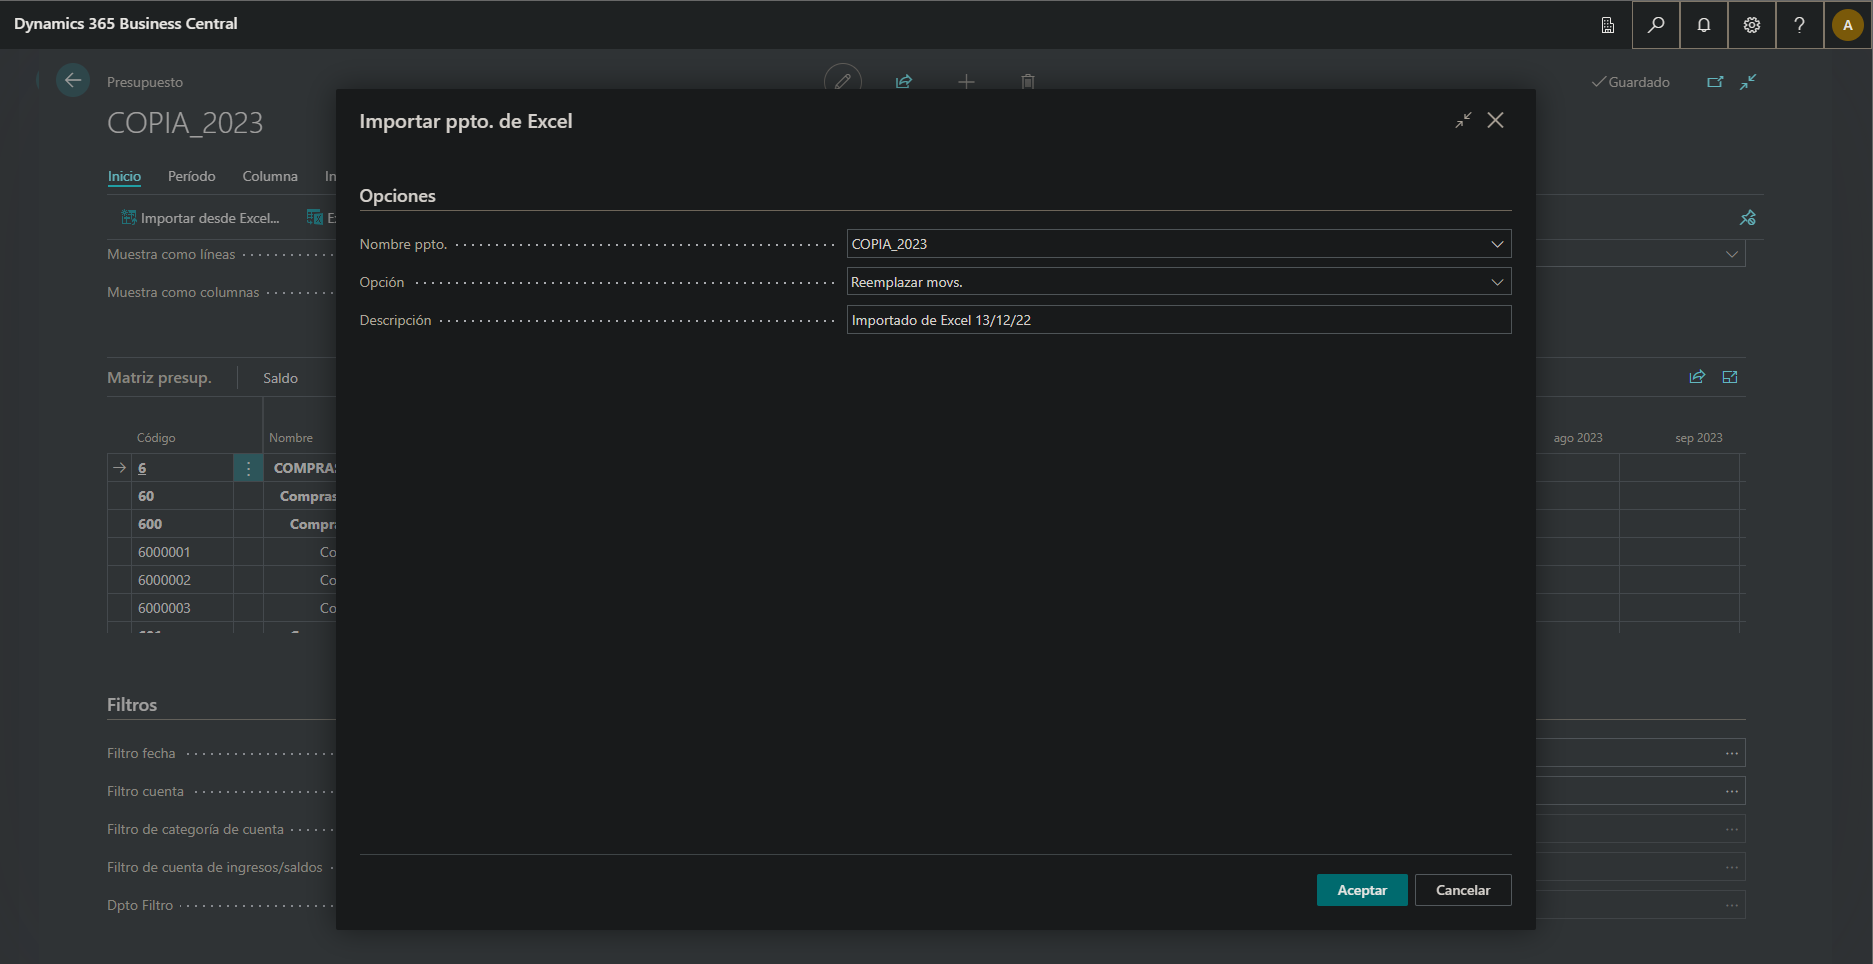 Dynamics 365 Business Central
A
Presupuesto
Guardado
COPIA_2023
Inicio Período Columna In
Importar desde Excel... E
Muestra como líneas
Muestra como columnas
Matriz presup. Saldo
Código Nombre ago 2023 sep 2023
6 COMPRAS
60 Compras
600 Compra
6000001 Co
6000002 Co
6000003 Co
Filtros
Filtro fecha
Filtro cuenta
Filtro de categoría de cuenta
Filtro de cuenta de ingresos/saldos
Dpto Filtro
Importar ppto. de Excel
Opciones
Nombre ppto. COPIA_2023
Opción Reemplazar movs.
Descripción Importado de Excel 13/12/22
Aceptar Cancelar